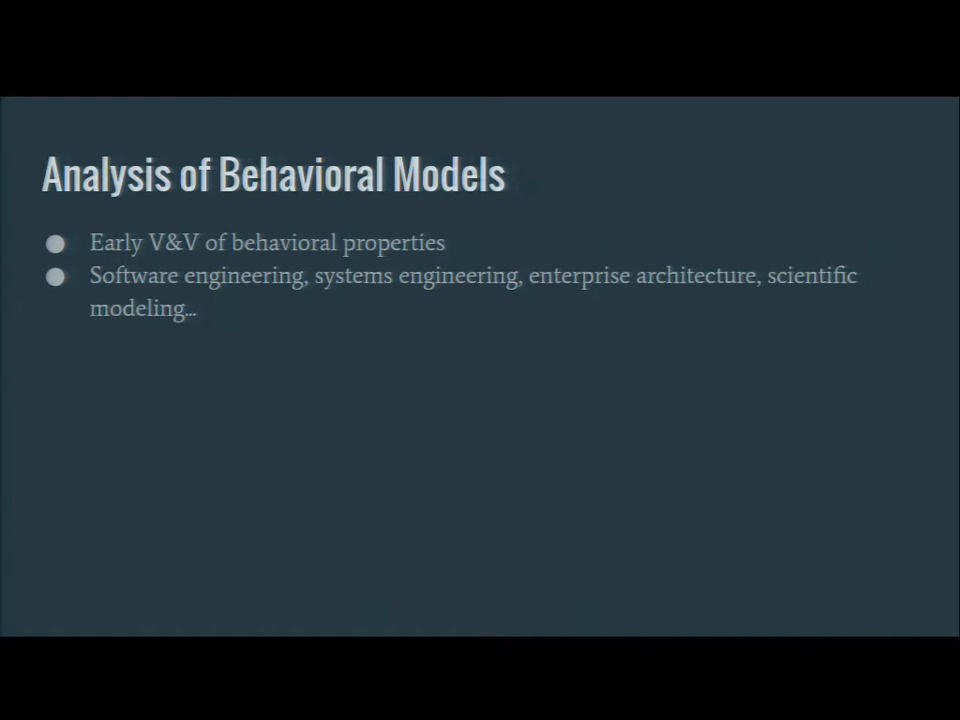 Analysis of Behavioral Models
● Early V&V of behavioral properties
● Software engineering, systems engineering, enterprise architecture, scientific
modeling…